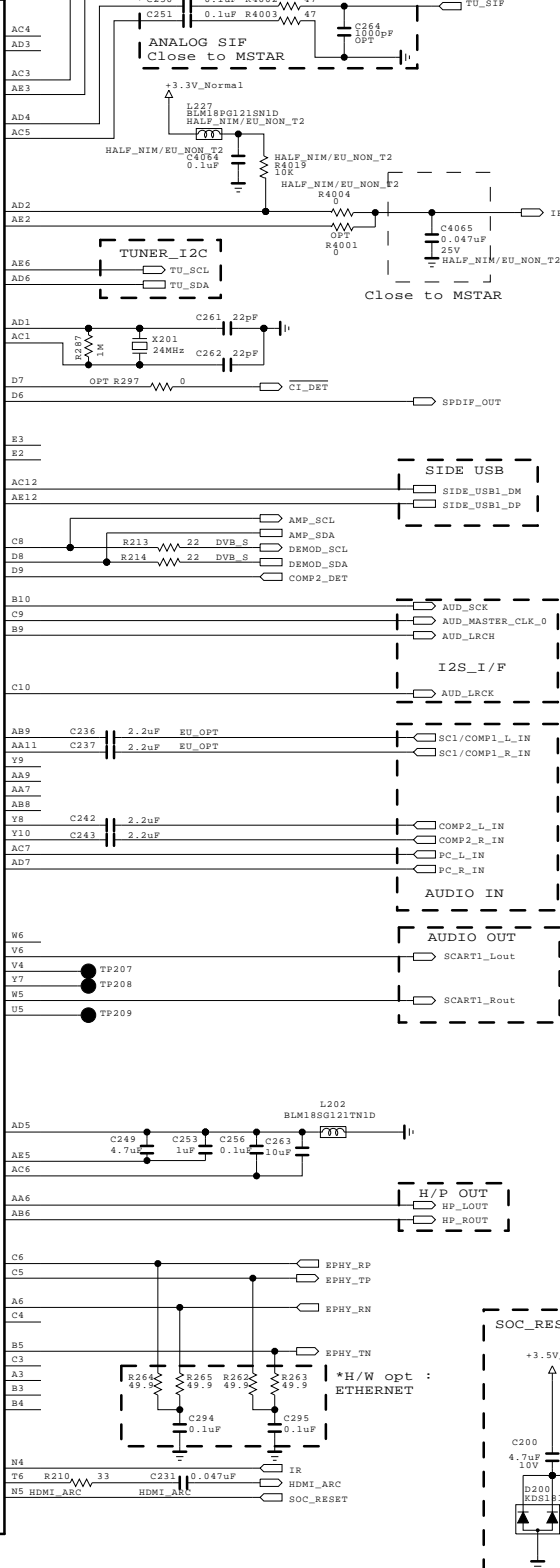 0.1uF
C251 0.1uF R4003 47
TU_SIF
C264
1000pF
OPT
AC4
AD3
ANALOG SIF
Close to MSTAR
AC3
AE3
+3.3V_Normal
L227
BLM18PG121SN1D
HALF_NIM/EU_NON_T2
AD4
AC5
HALF_NIM/EU_NON_T2
C4064
0.1uF
HALF_NIM/EU_NON_T2
R4019
10K
HALF_NIM/EU_NON_T2
R4004
0
AD2
AE2
OPT
R4001
0
C4065
0.047uF
25V
HALF_NIM/EU_NON_T2
TUNER_I2C
AE6 TU_SCL
AD6 TU_SDA
Close to MSTAR
AD1 C261 22pF
AC1 R287 1M X201
24MHz
C262 22pF
D7 OPT R297 0 CI_DET
D6 SPDIF_OUT
E3
E2
SIDE USB
AC12 SIDE_USB1_DM
AE12 SIDE_USB1_DP
AMP_SCL
AMP_SDA
C8 R213 22 DVB_S DEMOD_SCL
D8 R214 22 DVB_S DEMOD_SDA
D9 COMP2_DET
B10 AUD_SCK
C9 AUD_MASTER_CLK_0
B9 AUD_LRCH
I2S_I/F
C10 AUD_LRCK
AB9 C236 2.2uF EU_OPT SC1/COMP1_L_IN
AA11 C237 2.2uF EU_OPT SC1/COMP1_R_IN
Y9
AA9
AA7
AB8
Y8 C242 2.2uF COMP2_L_IN
Y10 C243 2.2uF COMP2_R_IN
AC7 PC_L_IN
AD7 PC_R_IN
AUDIO IN
W6 AUDIO OUT
V6 SCART1_Lout
V4 TP207
Y7 TP208
W5 SCART1_Rout
U5 TP209
L202
BLM18SG121TN1D
AD5
C249 C253 C256 C263
4.7uF 1uF 0.1uF 10uF
AE5
AC6
H/P OUT
AA6 HP_LOUT
AB6 HP_ROUT
C6 EPHY_RP
C5 EPHY_TP
A6 EPHY_RN
C4
B5 EPHY_TN
C3
A3
B3
B4
R264 R265 R262 R263
49.9 49.9 49.9 49.9
*H/W opt :
ETHERNET
C294 C295
0.1uF 0.1uF
SOC_RES
+3.5V
C200
4.7uF
10V
D200
N4 IR
T6 R210 33 C231 0.047uF HDMI_ARC
N5 HDMI_ARC HDMI_ARC SOC_RESET